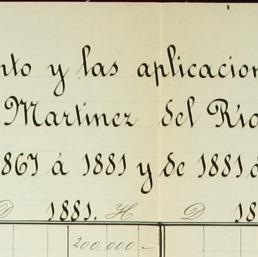 nto y las aplicacion
Martinez del Rio
1867 á 1881 y de 1881 á
D 1881. H D 18
200.000 —